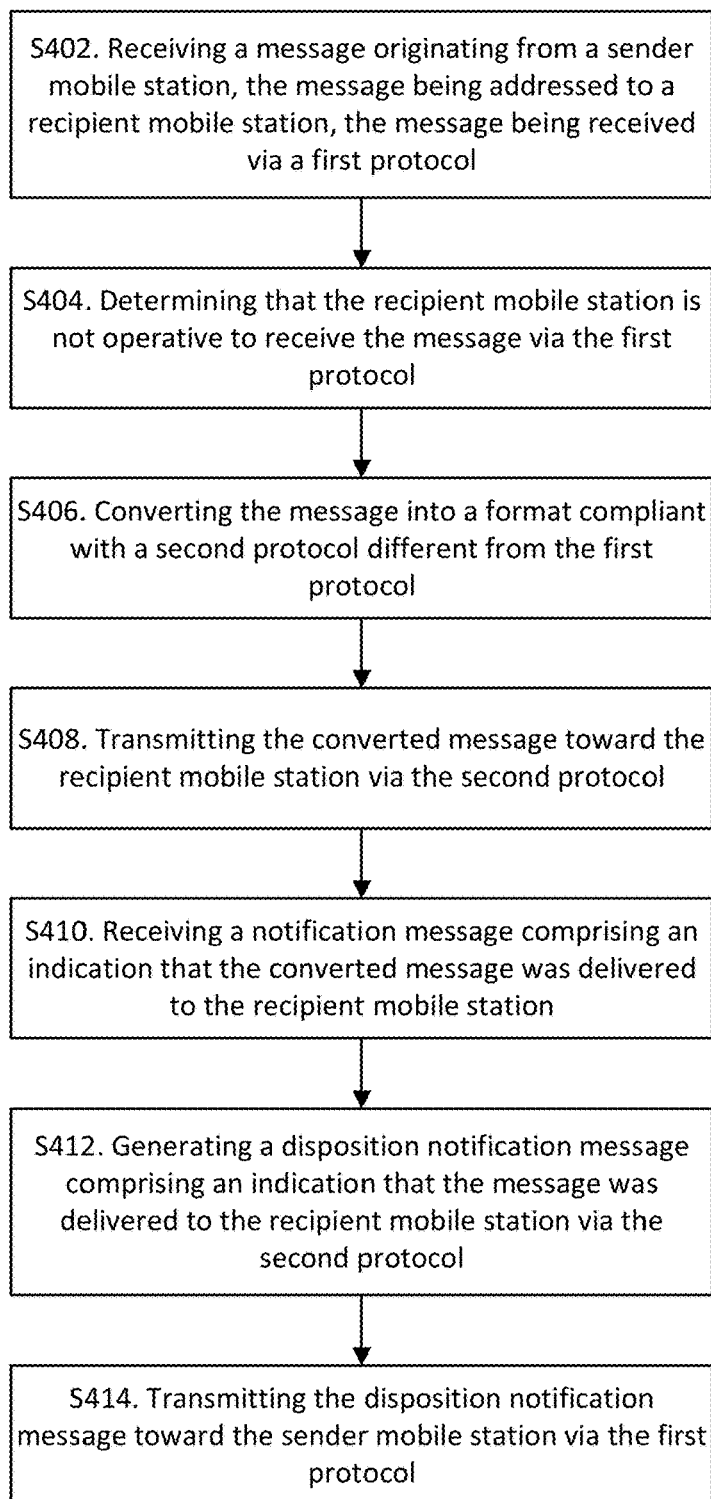 S402. Receiving a message originating from a sender
mobile station, the message being addressed to a
recipient mobile station, the message being received
via a first protocol
S404. Determining that the recipient mobile station is
not operative to receive the message via the first
protocol
S406. Converting the message into a format compliant
with a second protocol different from the first
protocol
S408. Transmitting the converted message toward the
recipient mobile station via the second protocol
S410. Receiving a notification message comprising an
indication that the converted message was delivered
to the recipient mobile station
S412. Generating a disposition notification message
comprising an indication that the message was
delivered to the recipient mobile station via the
second protocol
S414. Transmitting the disposition notification
message toward the sender mobile station via the first
protocol